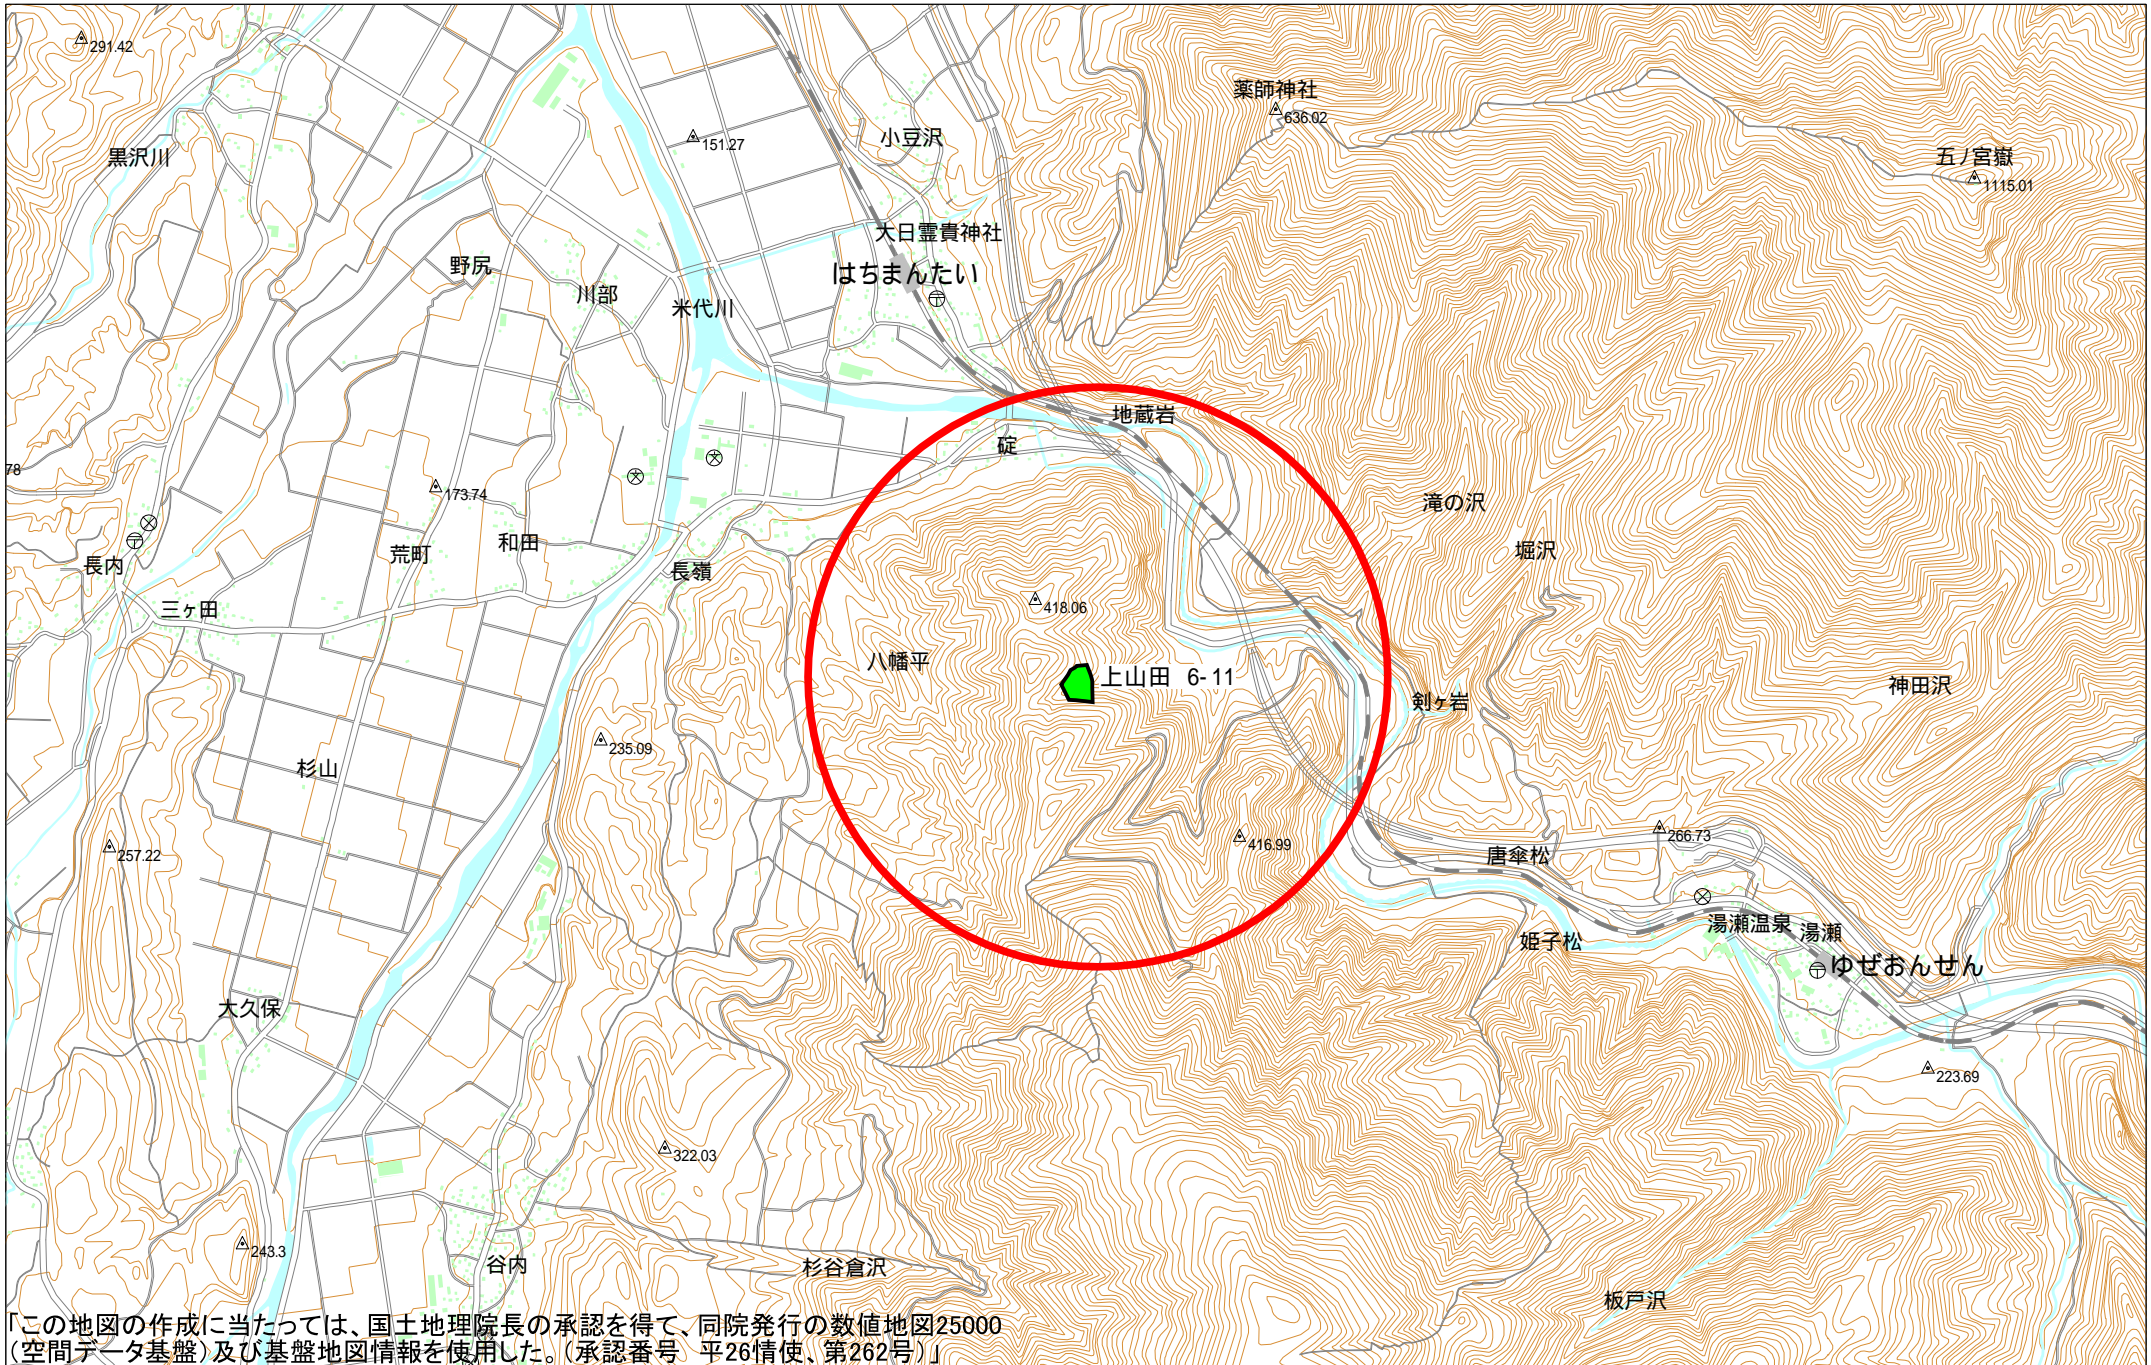 291.42
薬師神社
636.02
151.27
小豆沢
黒沢川
五ノ宮嶽
1115.01
大日霊貴神社
野尻
はちまんたい
川部
米代川
地蔵岩
碇
78
173.74
滝の沢
荒町
和田
堀沢
長内
長嶺
三ヶ田
418.06
八幡平
上山田 6-11
神田沢
剣ヶ岩
235.09
杉山
257.22
416.99
266.73
唐傘松
湯瀬温泉
湯瀬
姫子松
ゆぜおんせん
大久保
223.69
322.03
243.3
谷内
杉谷倉沢
板戸沢
「この地図の作成に当たっては、国土地理院長の承認を得て、同院発行の数値地図25000
(空間データ基盤)及び基盤地図情報を使用した。(承認番号 平26情使、第262号)」